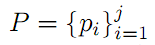 P = {p_i}_{i=1}^{j}